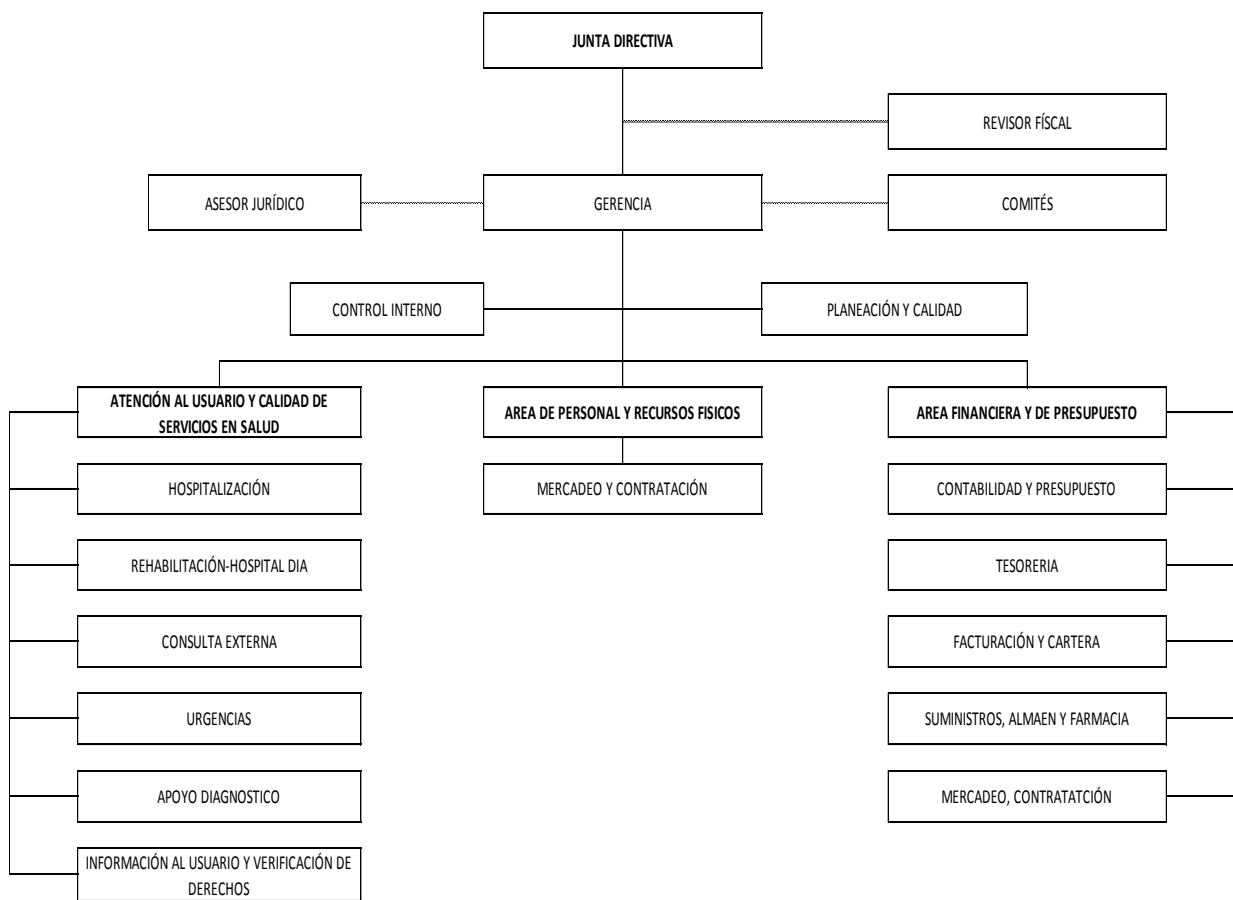 JUNTA DIRECTIVA
REVISOR FÍSCAL
ASESOR JURÍDICO
GERENCIA
COMITÉS
CONTROL INTERNO
PLANEACIÓN Y CALIDAD
ATENCIÓN AL USUARIO Y CALIDAD DE
SERVICIOS EN SALUD
AREA DE PERSONAL Y RECURSOS FISICOS
AREA FINANCIERA Y DE PRESUPUESTO
HOSPITALIZACIÓN
MERCADEO Y CONTRATACIÓN
CONTABILIDAD Y PRESUPUESTO
REHABILITACIÓN-HOSPITAL DIA
TESORERIA
CONSULTA EXTERNA
FACTURACIÓN Y CARTERA
URGENCIAS
SUMINISTROS, ALMAEN Y FARMACIA
APOYO DIAGNOSTICO
MERCADEO, CONTRATATCIÓN
INFORMACIÓN AL USUARIO Y VERIFICACIÓN DE
DERECHOS